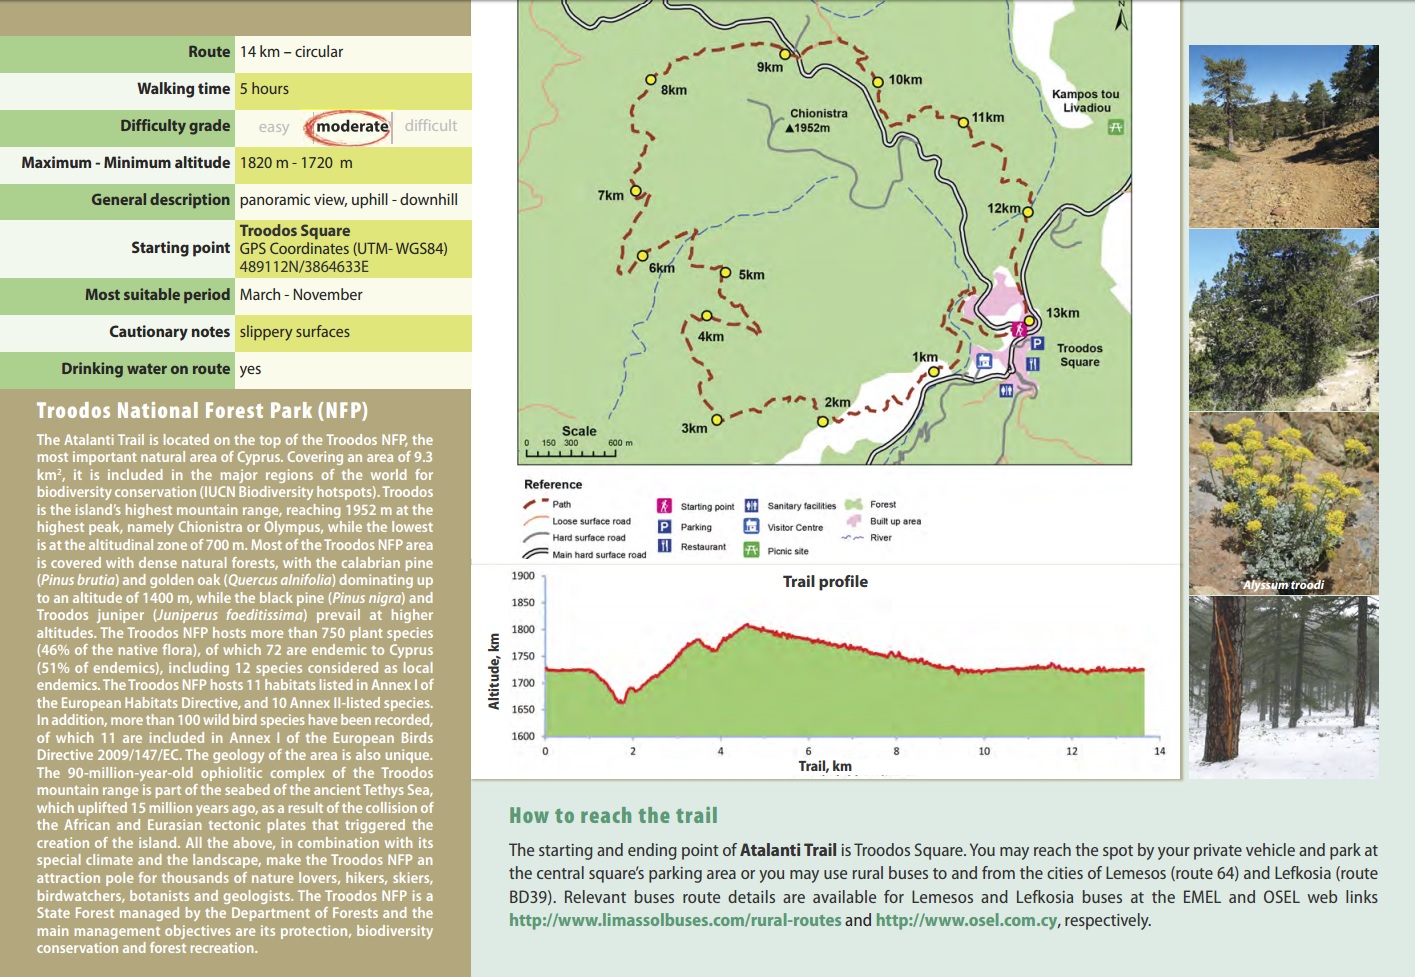 Route 14 km – circular
Walking time 5 hours
Difficulty grade easy moderate difficult
Maximum - Minimum altitude 1820 m - 1720 m
General description panoramic view, uphill - downhill
Starting point Troodos Square
GPS Coordinates (UTM- WGS84)
489112N/3864633E
Most suitable period March - November
Cautionary notes slippery surfaces
Drinking water on route yes
Troodos National Forest Park (NFP)
The Atalanti Trail is located on the top of the Troodos NFP, the
most important natural area of Cyprus. Covering an area of 9.3
km², it is included in the major regions of the world for
biodiversity conservation (IUCN Biodiversity hotspots). Troodos
is the island's highest mountain range, reaching 1952 m at the
highest peak, namely Chionistra or Olympus, while the lowest
is at the altitudinal zone of 700 m. Most of the Troodos NFP area
is covered with dense natural forests, with the calabrian pine
(Pinus brutia) and golden oak (Quercus alnifolia) dominating up
to an altitude of 1400 m, while the black pine (Pinus nigra) and
Troodos juniper (Juniperus foeditissima) prevail at higher
altitudes. The Troodos NFP hosts more than 750 plant species
(46% of the native flora), of which 72 are endemic to Cyprus
(51% of endemics), including 12 species considered as local
endemics. The Troodos NFP hosts 11 habitats listed in Annex I of
the European Habitats Directive, and 10 Annex II-listed species.
In addition, more than 100 wild bird species have been recorded,
of which 11 are included in Annex I of the European Birds
Directive 2009/147/EC. The geology of the area is also unique.
The 90-million-year-old ophiolitic complex of the Troodos
mountain range is part of the seabed of the ancient Tethys Sea,
which uplifted 15 million years ago, as a result of the collision of
the African and Eurasian tectonic plates that triggered the
creation of the island. All the above, in combination with its
special climate and the landscape, make the Troodos NFP an
attraction pole for thousands of nature lovers, hikers, skiers,
birdwatchers, botanists and geologists. The Troodos NFP is a
State Forest managed by the Department of Forests and the
main management objectives are its protection, biodiversity
conservation and forest recreation.
N
9km
10km
8km
Kampos tou
Livadiou
Chionistra
▲1952m
11km
7km
12km
6km
5km
13km
4km
Troodos
Square
P
1km
2km
3km
Scale
0 150 300 600 m
Reference
Path
Loose surface road
Hard surface road
Main hard surface road
Starting point
P Parking
Restaurant
Sanitary facilities
Visitor Centre
Picnic site
Forest
Built up area
River
Trail profile
Altitude, km
1900
1850
1800
1750
1700
1650
1600
0 2 4 6 8 10 12 14
Trail, km
Alyssum troodi
How to reach the trail
The starting and ending point of Atalanti Trail is Troodos Square. You may reach the spot by your private vehicle and park at
the central square's parking area or you may use rural buses to and from the cities of Lemesos (route 64) and Lefkosia (route
BD39). Relevant buses route details are available for Lemesos and Lefkosia buses at the EMEL and OSEL web links
http://www.limassolbuses.com/rural-routes and http://www.osel.com.cy, respectively.